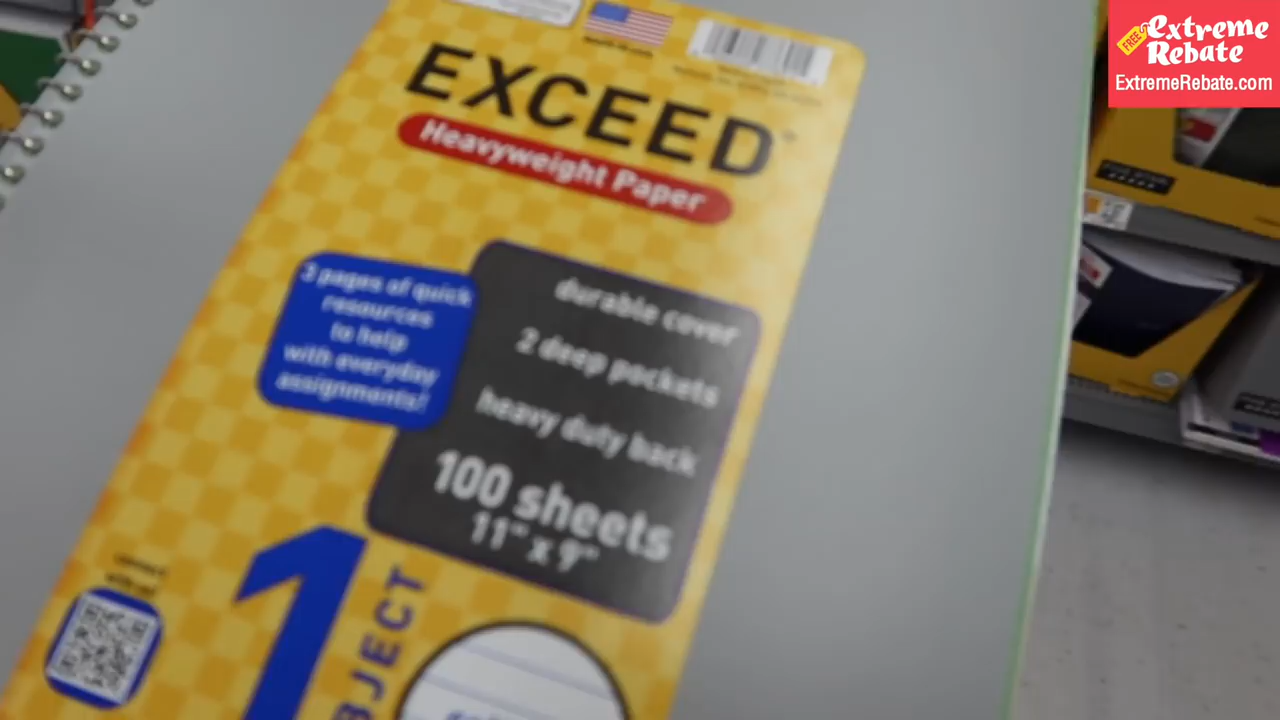 EXCEED
Heavyweight Paper
3 pages of quick
resources
to help
with everyday
assignments!
durable cover
2 deep pockets
heavy duty back
100 sheets
11" x 9"
1
BJECT
FREE
Extreme
Rebate
ExtremeRebate.com